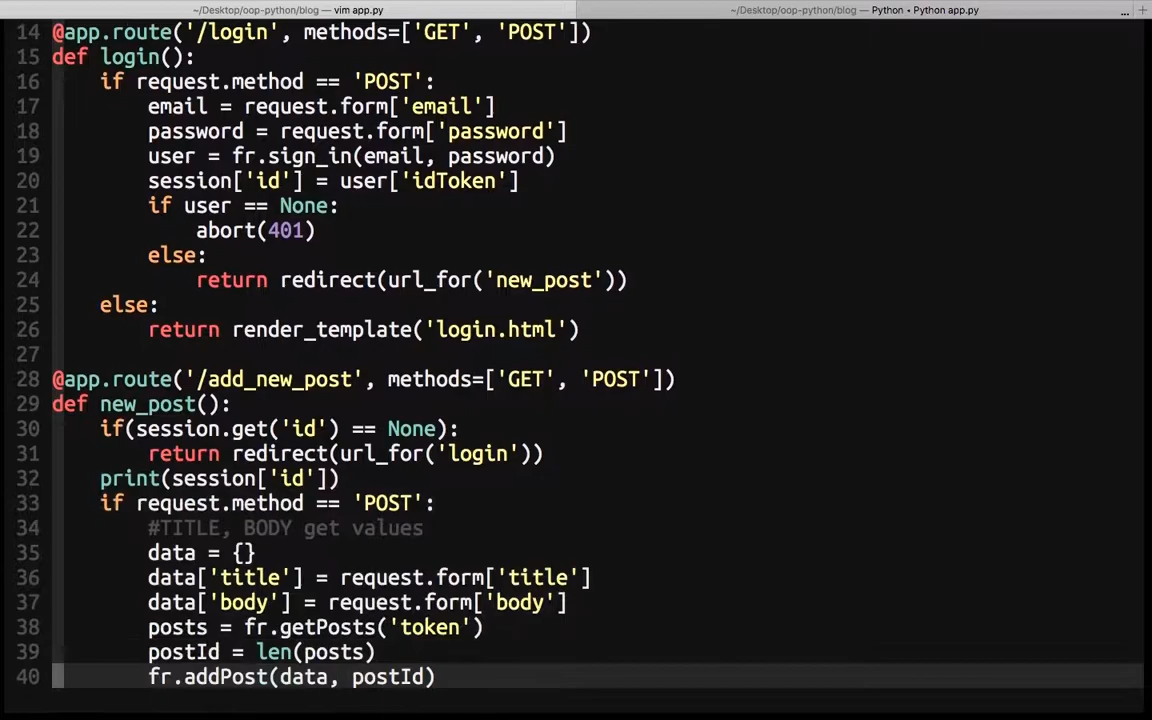 ~/Desktop/oop-python/blog — vim app.py
~/Desktop/oop-python/blog — Python • Python app.py
... +
14 @app.route('/login', methods=['GET', 'POST'])
15 def login():
16     if request.method == 'POST':
17         email = request.form['email']
18         password = request.form['password']
19         user = fr.sign_in(email, password)
20         session['id'] = user['idToken']
21         if user == None:
22             abort(401)
23         else:
24             return redirect(url_for('new_post'))
25     else:
26         return render_template('login.html')
27
28 @app.route('/add_new_post', methods=['GET', 'POST'])
29 def new_post():
30     if(session.get('id') == None):
31         return redirect(url_for('login'))
32     print(session['id'])
33     if request.method == 'POST':
34         #TITLE, BODY get values
35         data = {}
36         data['title'] = request.form['title']
37         data['body'] = request.form['body']
38         posts = fr.getPosts('token')
39         postId = len(posts)
40         fr.addPost(data, postId)